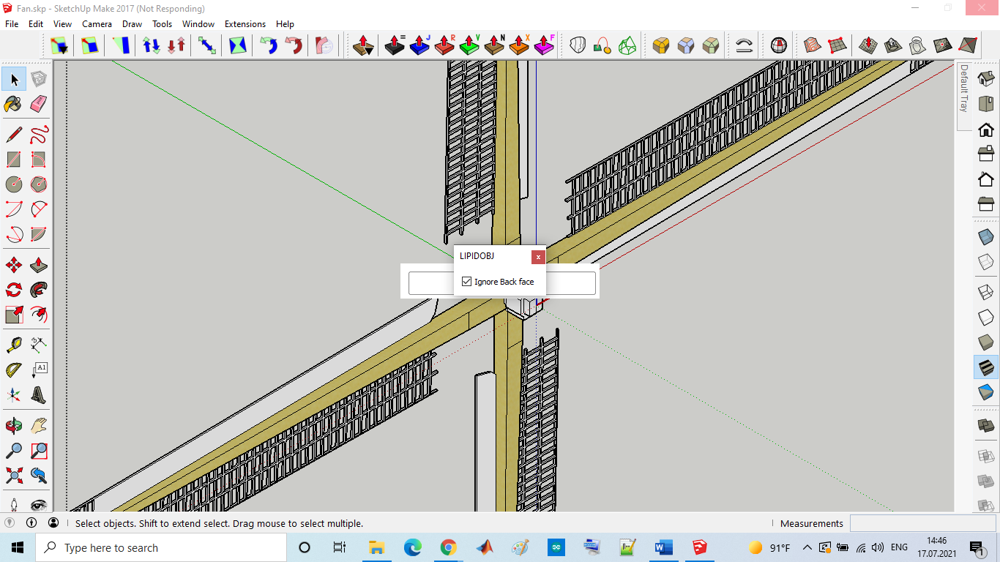 Fan.skp - SketchUp Make 2017 (Not Responding)
File Edit View Camera Draw Tools Window Extensions Help
= J R V N X F
Default Tray
LIPIDOBJ
x
Ignore Back face
A1
Select objects. Shift to extend select. Drag mouse to select multiple.
Measurements
Type here to search
91°F
ENG
14:46
17.07.2021
1